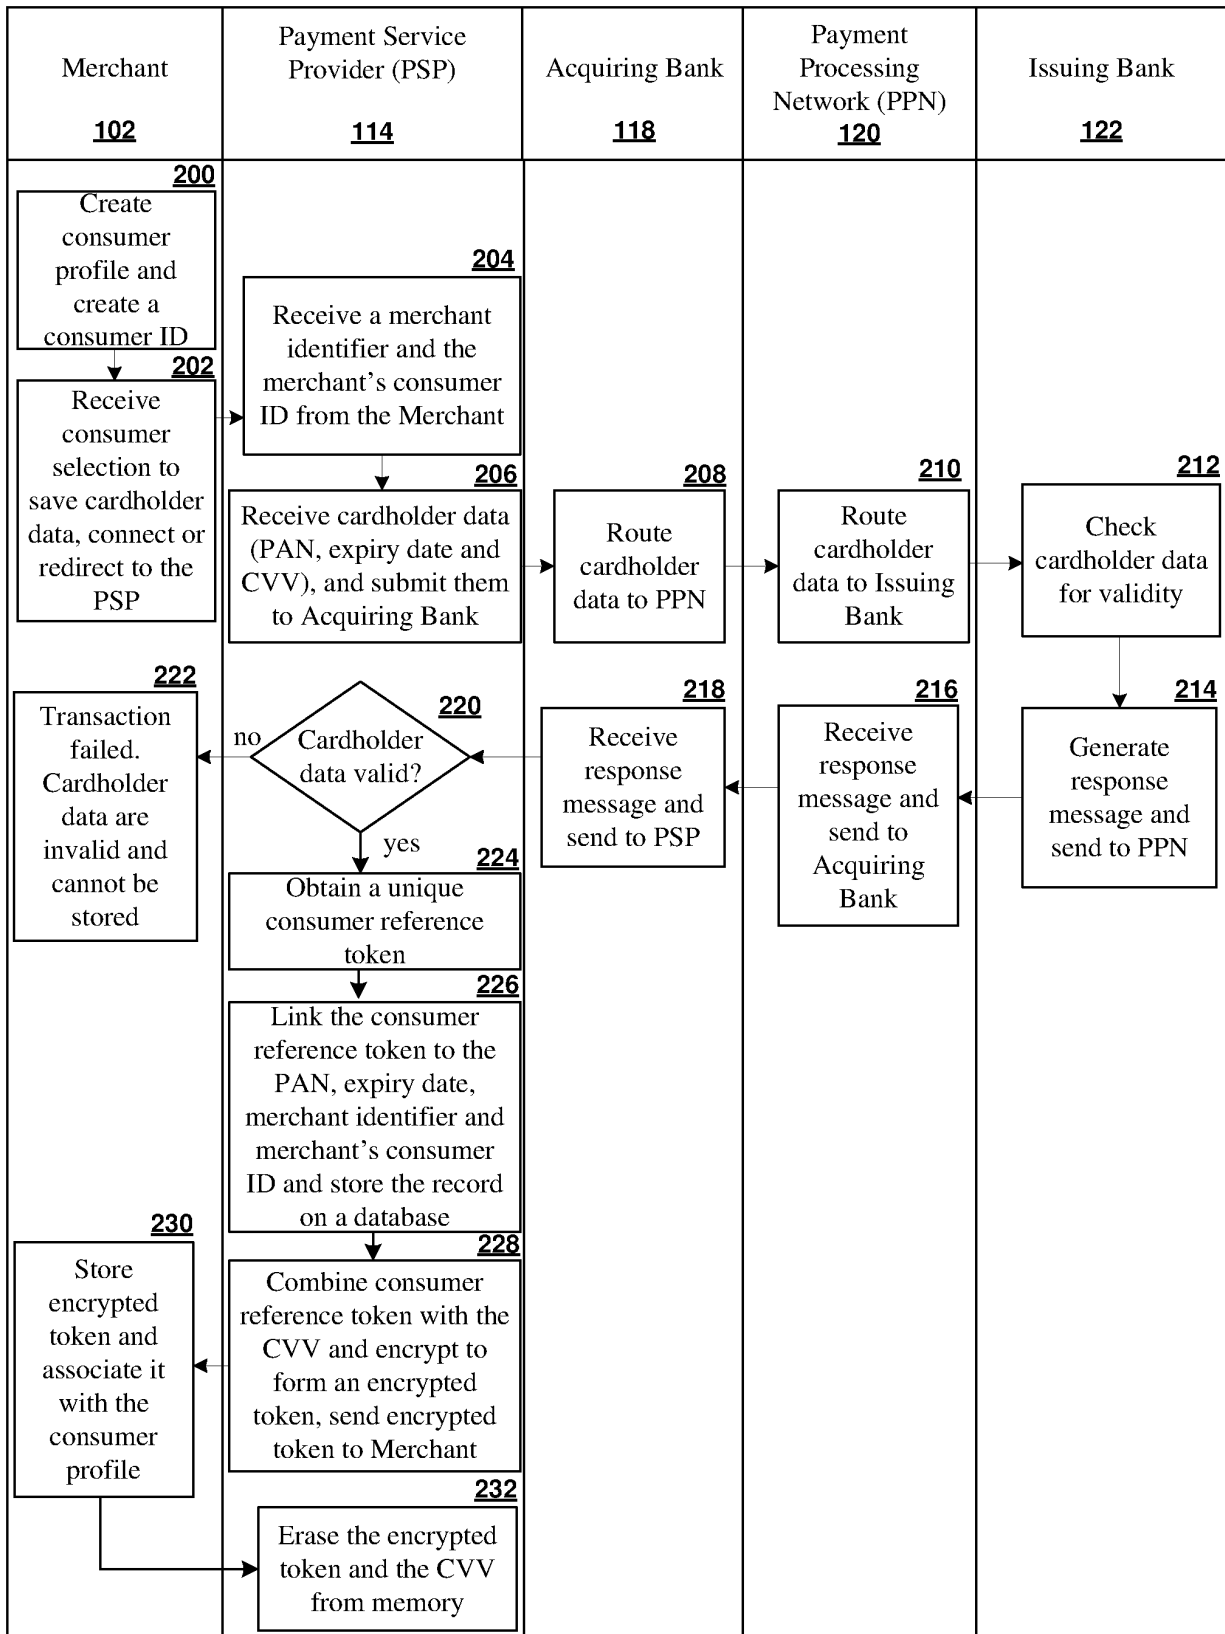 Merchant
102
Payment Service
Provider (PSP)
114
Acquiring Bank
118
Payment
Processing
Network (PPN)
120
Issuing Bank
122
200
Create
consumer
profile and
create a
consumer ID
202
Receive
consumer
selection to
save cardholder
data, connect or
redirect to the
PSP
204
Receive a merchant
identifier and the
merchant's consumer
ID from the Merchant
206
Receive cardholder data
(PAN, expiry date and
CVV), and submit them
to Acquiring Bank
208
Route
cardholder
data to PPN
210
Route
cardholder
data to Issuing
Bank
212
Check
cardholder data
for validity
214
Generate
response
message and
send to PPN
216
Receive
response
message and
send to
Acquiring
Bank
218
Receive
response
message and
send to PSP
220
Cardholder
data valid?
no
yes
222
Transaction
failed.
Cardholder
data are
invalid and
cannot be
stored
224
Obtain a unique
consumer reference
token
226
Link the consumer
reference token to the
PAN, expiry date,
merchant identifier and
merchant's consumer
ID and store the record
on a database
228
Combine consumer
reference token with the
CVV and encrypt to
form an encrypted
token, send encrypted
token to Merchant
230
Store
encrypted
token and
associate it
with the
consumer
profile
232
Erase the encrypted
token and the CVV
from memory